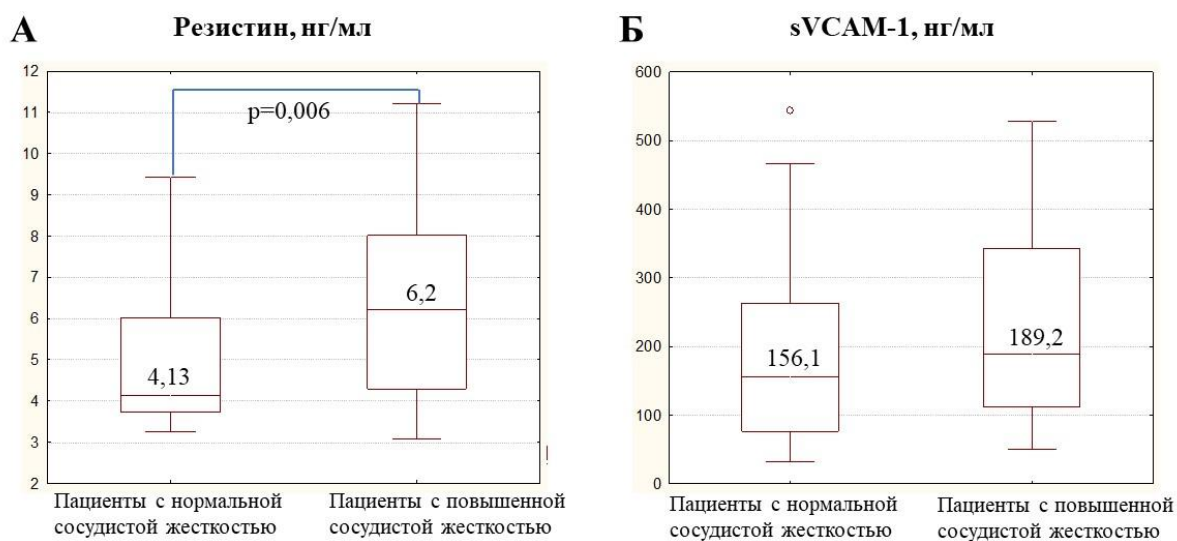 А
Резистин, нг/мл
12
11
10
9
8
7
6
5
4
3
2
p=0,006
4,13
6,2
Пациенты с нормальной
сосудистой жесткостью
Пациенты с повышенной
сосудистой жесткостью
Б
sVCAM-1, нг/мл
600
500
400
300
200
100
0
156,1
189,2
Пациенты с нормальной
сосудистой жесткостью
Пациенты с повышенной
сосудистой жесткостью